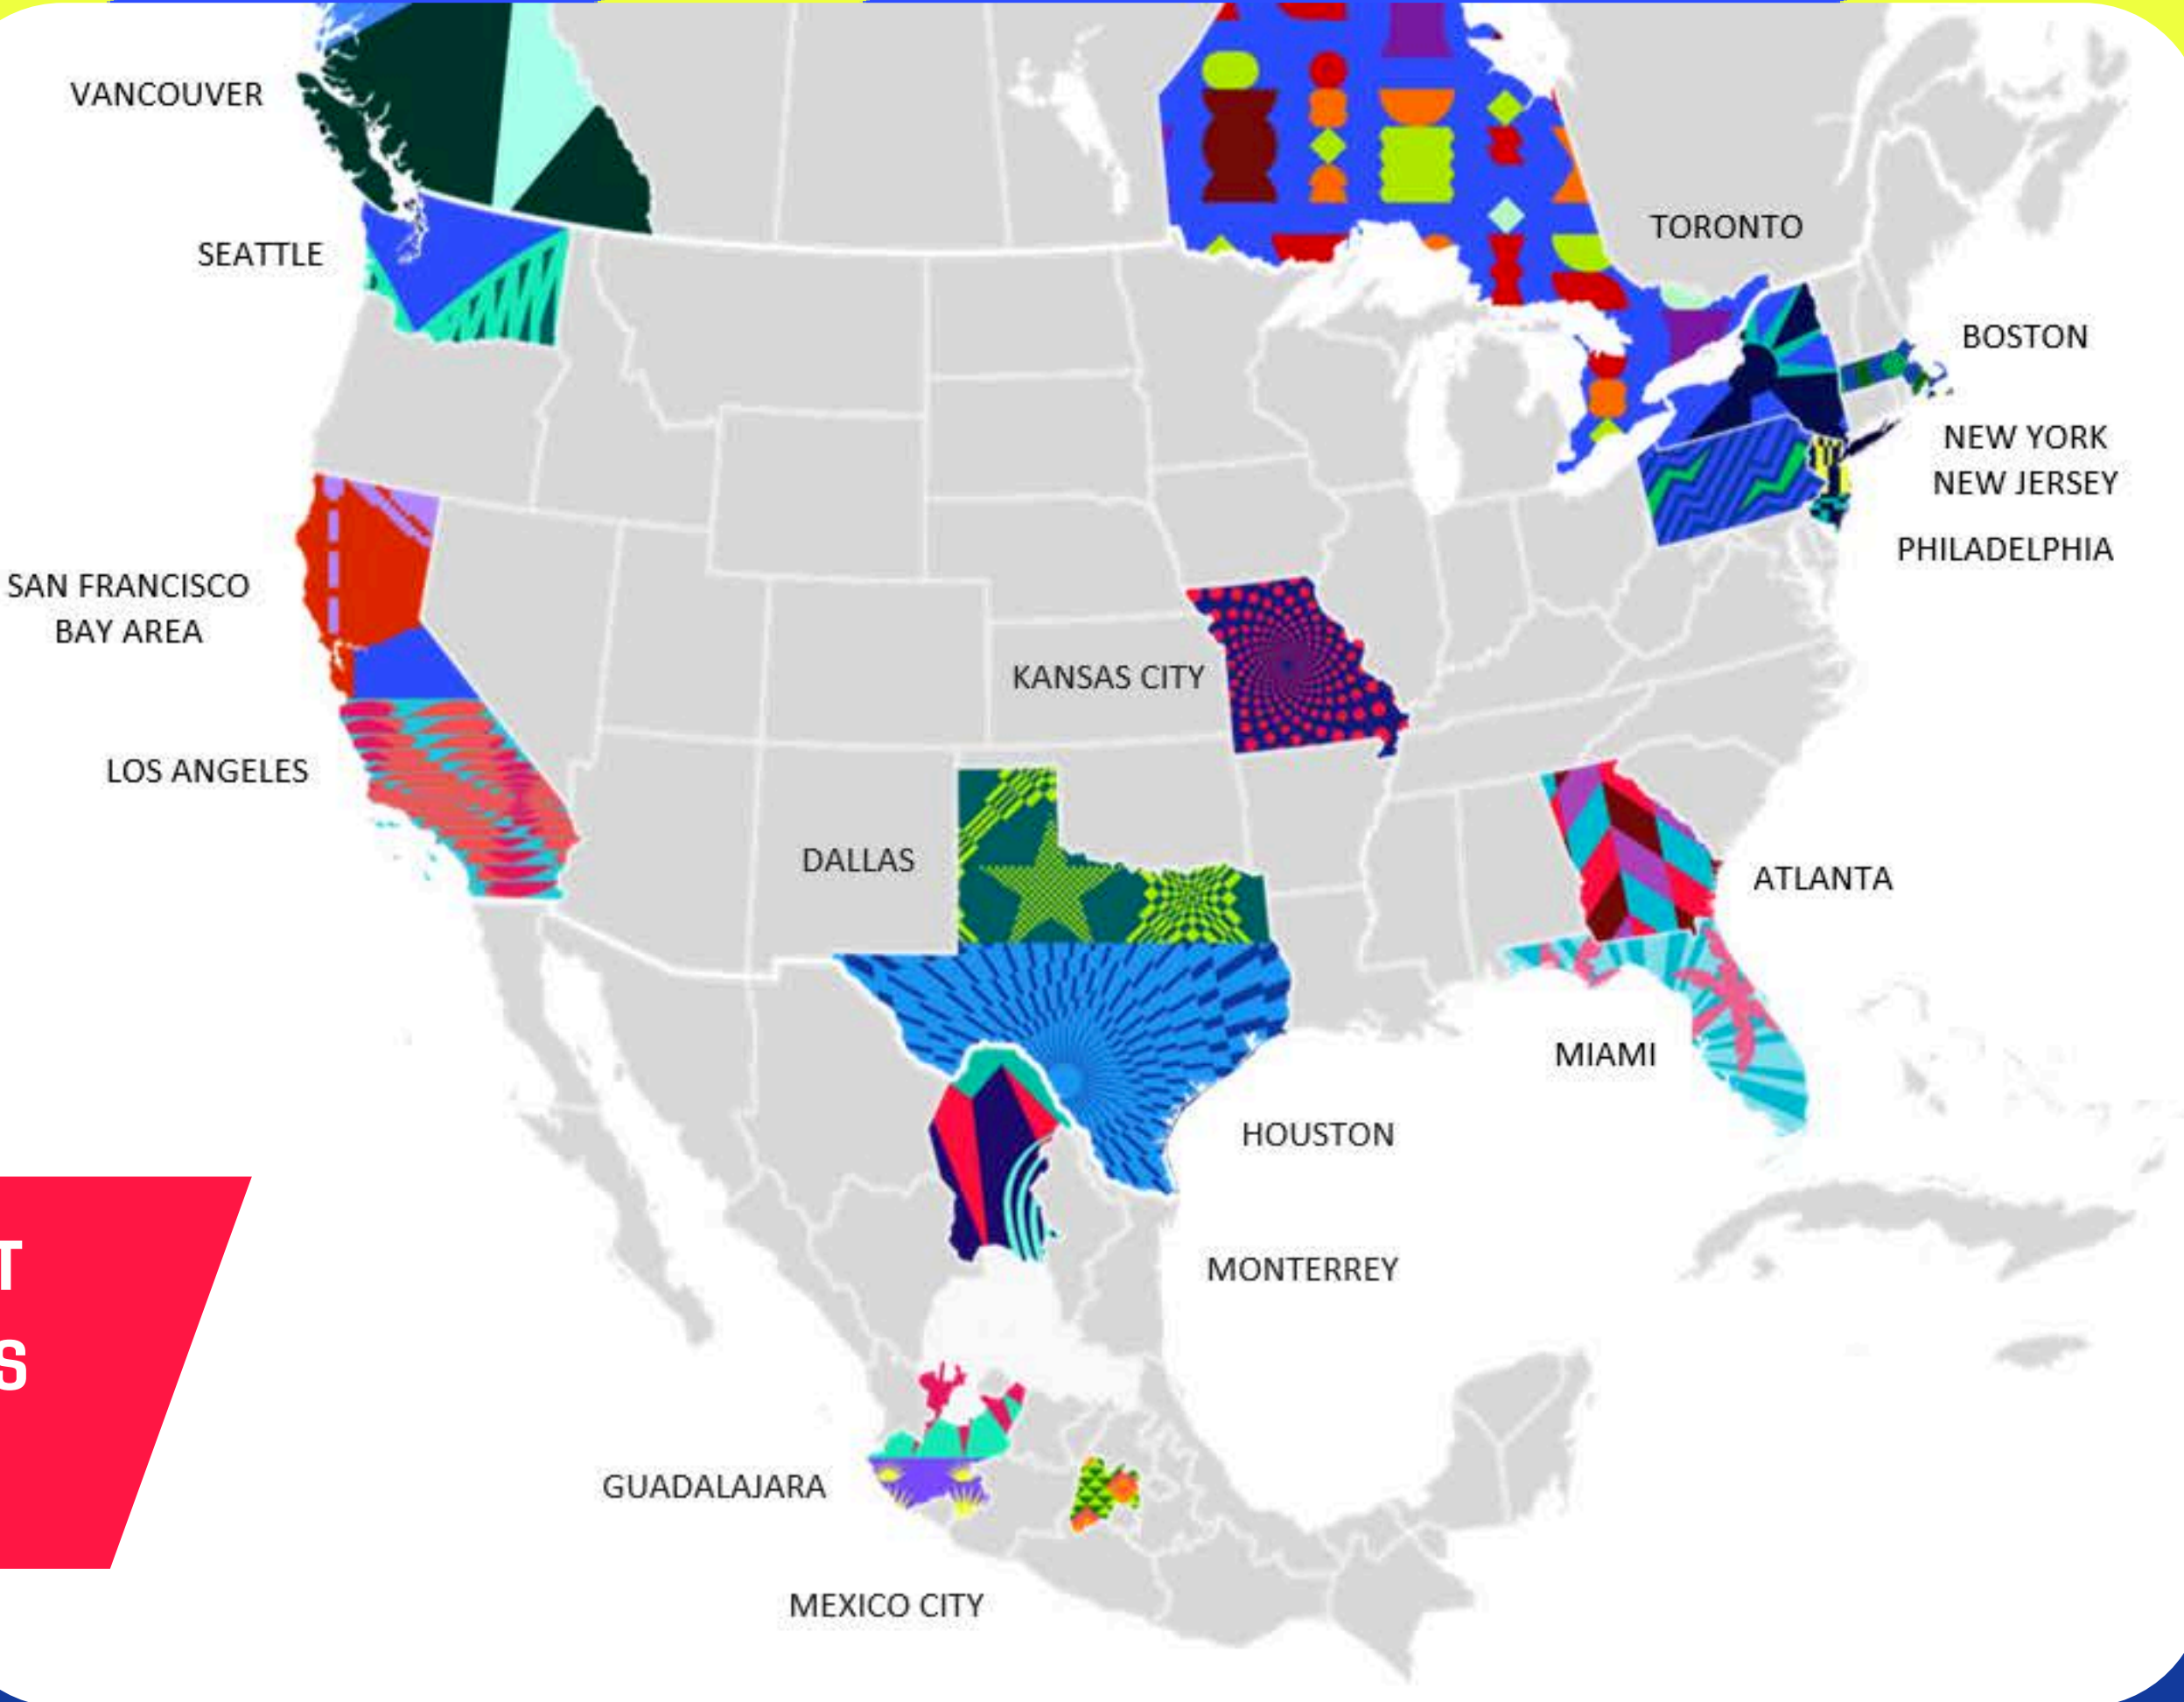 VANCOUVER
TORONTO
SEATTLE
BOSTON
NEW YORK
NEW JERSEY
PHILADELPHIA
SAN FRANCISCO
BAY AREA
KANSAS CITY
LOS ANGELES
DALLAS
ATLANTA
MIAMI
HOUSTON
MONTERREY
T
S
GUADALAJARA
MEXICO CITY